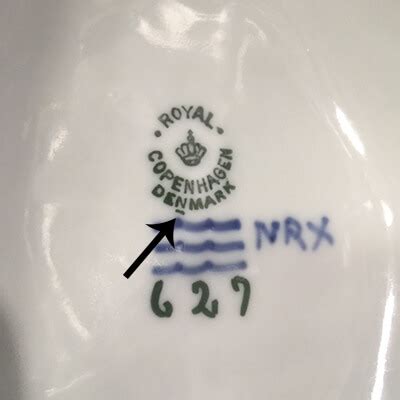 ROYAL
COPENHAGEN
DENMARK
NRX
627